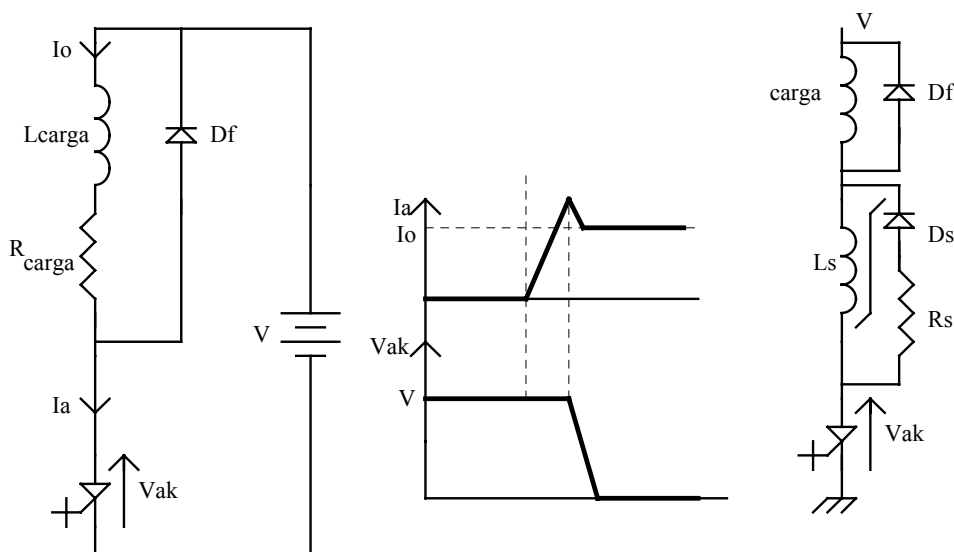 Io
Lcarga
Df
R
carga
V
Ia
Vak
Ia
Io
Vak
V
V
carga
Df
Ds
Ls
Rs
Vak